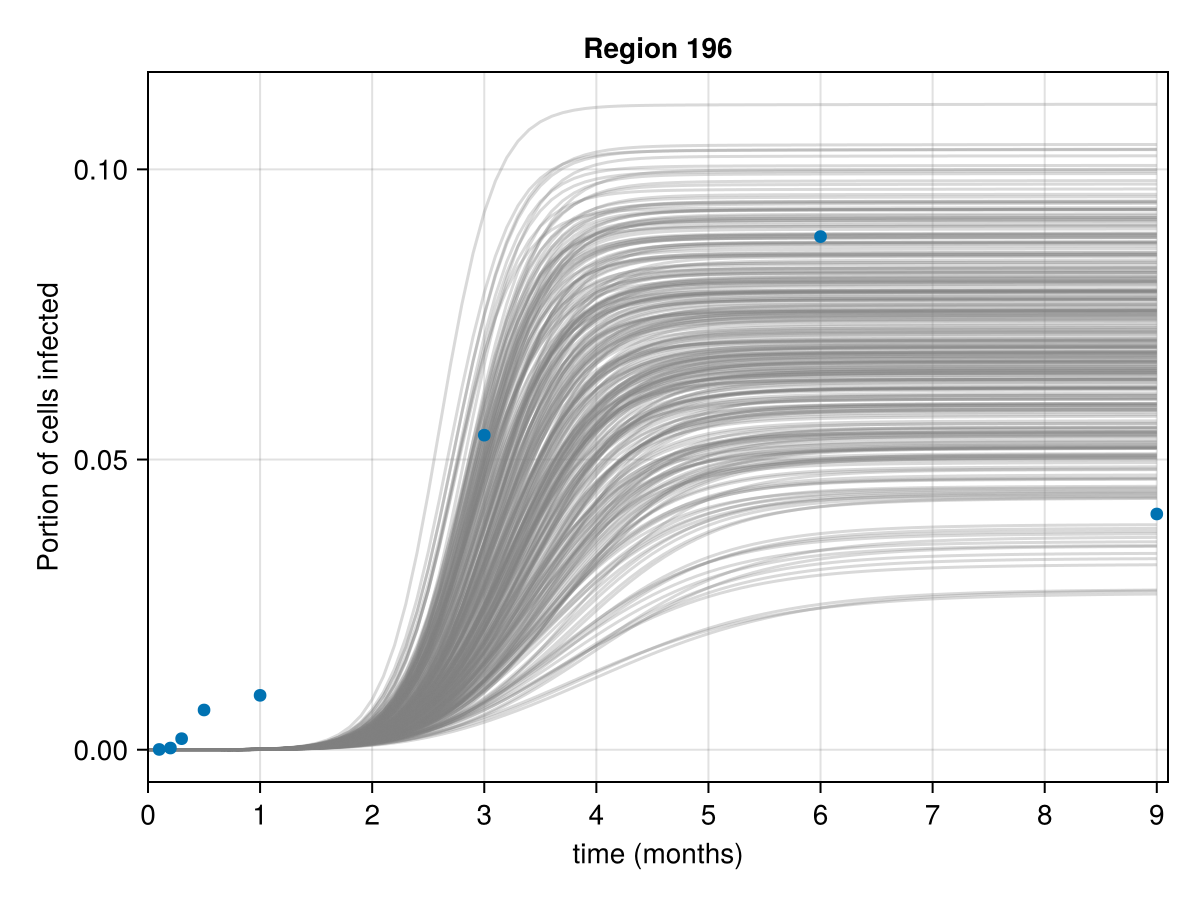 Region 196
0.10
0.05
0.00
Portion of cells infected
0 1 2 3 4 5 6 7 8 9
time (months)